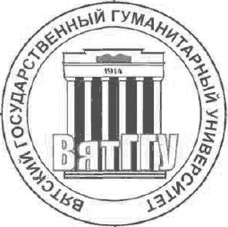 ВЯТСКИЙ ГОСУДАРСТВЕННЫЙ ГУМАНИТАРНЫЙ УНИВЕРСИТЕТ
1914
ВятГГУ